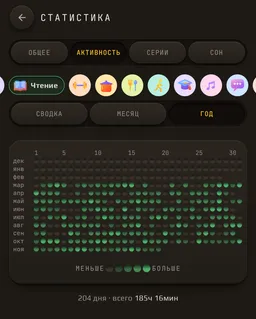 СТАТИСТИКА
ОБЩЕЕ АКТИВНОСТЬ СЕРИИ СОН
Чтение
СВОДКА МЕСЯЦ ГОД
1 5 10 15 20 25 30
дек
янв
фев
мар
апр
май
июн
июл
авг
сен
окт
ноя
МЕНЬШЕ БОЛЬШЕ
204 дня · всего 185ч 16мин